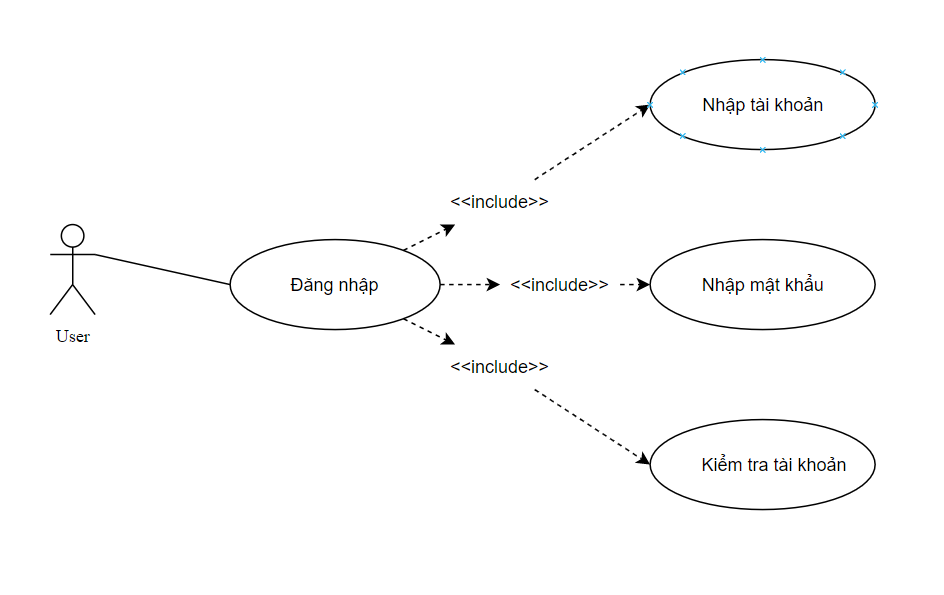 Nhập tài khoản
<<include>>
User
Đăng nhập
<<include>>
Nhập mật khẩu
<<include>>
Kiểm tra tài khoản